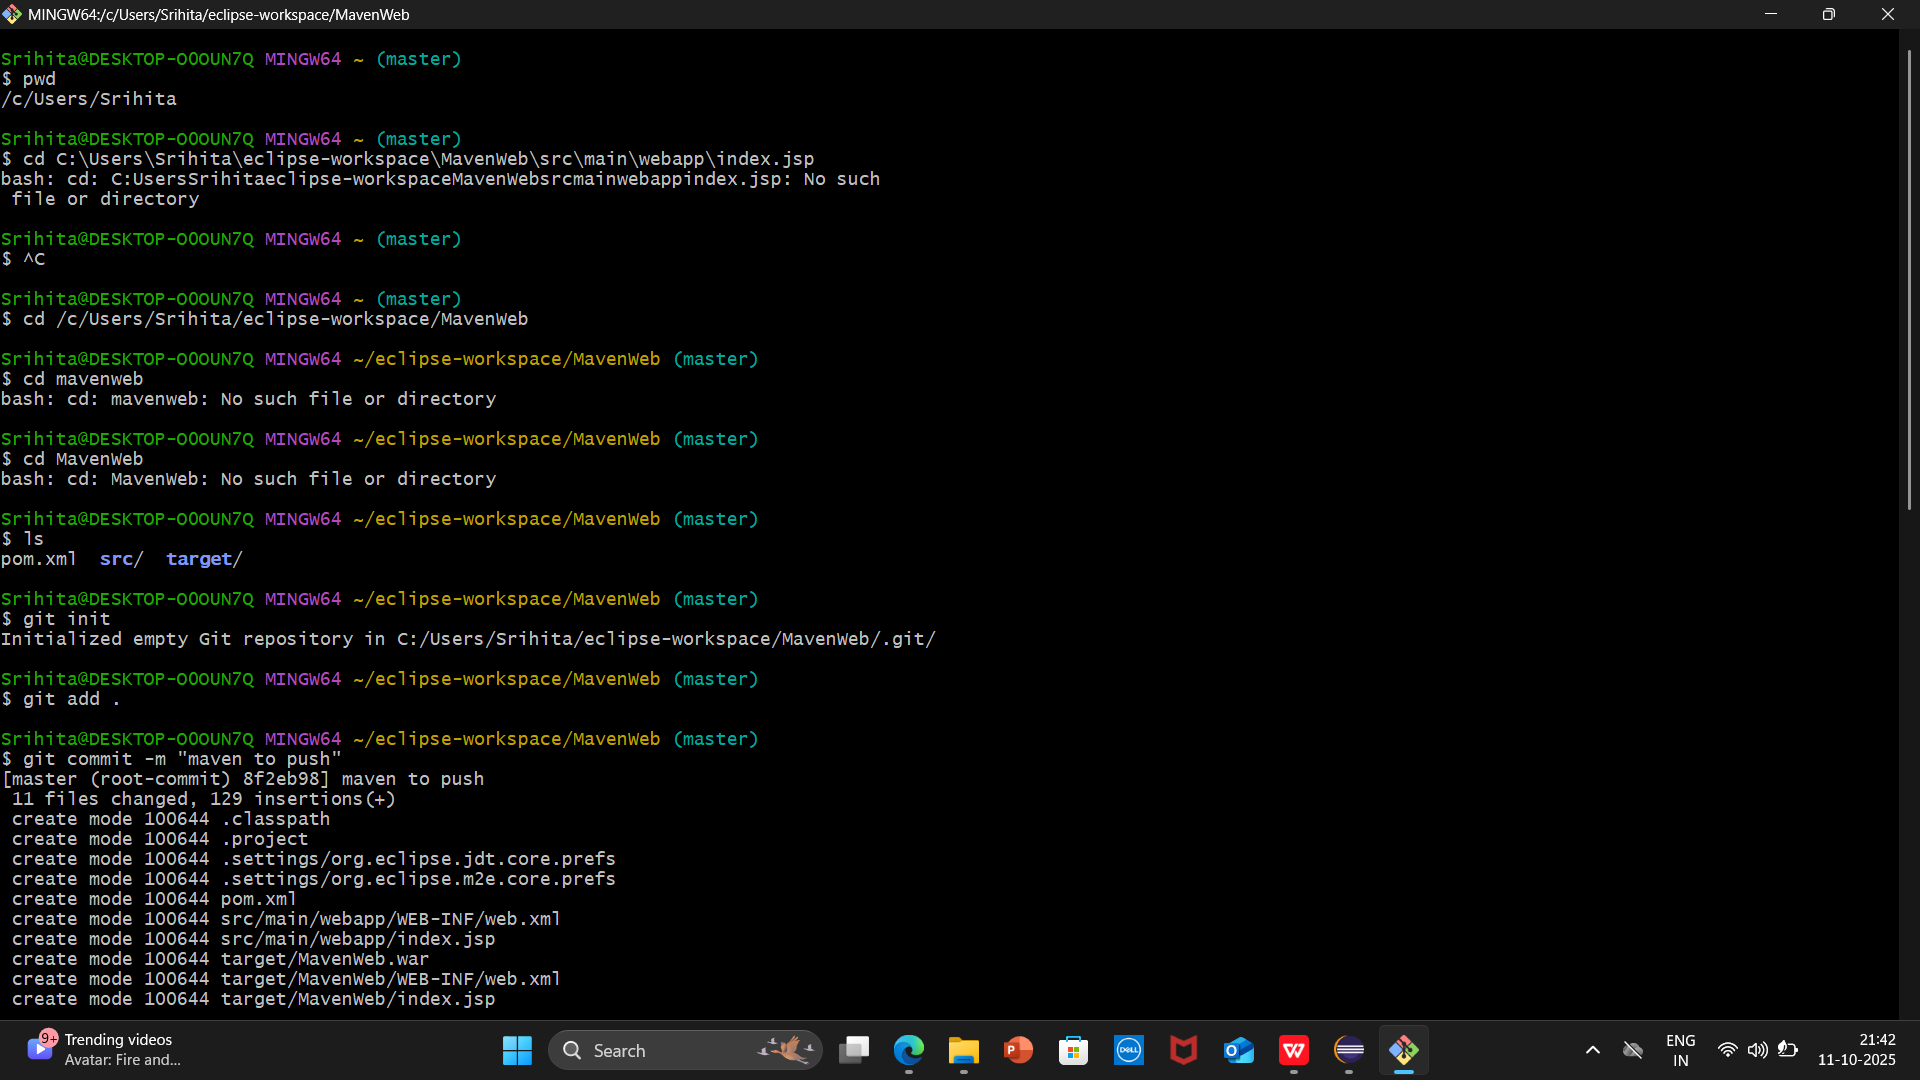 MINGW64:/c/Users/Srihita/eclipse-workspace/MavenWeb
Srihita@DESKTOP-OOOUN7Q MINGW64 ~ (master)
$ pwd
/c/Users/Srihita
Srihita@DESKTOP-OOOUN7Q MINGW64 ~ (master)
$ cd C:\Users\Srihita\eclipse-workspace\MavenWeb\src\main\webapp\index.jsp
bash: cd: C:UsersSrihitaeclipse-workspaceMavenWebsrcmainwebappindex.jsp: No such
file or directory
Srihita@DESKTOP-OOOUN7Q MINGW64 ~ (master)
$ ^C
Srihita@DESKTOP-OOOUN7Q MINGW64 ~ (master)
$ cd /c/Users/Srihita/eclipse-workspace/MavenWeb
Srihita@DESKTOP-OOOUN7Q MINGW64 ~/eclipse-workspace/MavenWeb (master)
$ cd mavenweb
bash: cd: mavenweb: No such file or directory
Srihita@DESKTOP-OOOUN7Q MINGW64 ~/eclipse-workspace/MavenWeb (master)
$ cd MavenWeb
bash: cd: MavenWeb: No such file or directory
Srihita@DESKTOP-OOOUN7Q MINGW64 ~/eclipse-workspace/MavenWeb (master)
$ ls
pom.xml src/ target/
Srihita@DESKTOP-OOOUN7Q MINGW64 ~/eclipse-workspace/MavenWeb (master)
$ git init
Initialized empty Git repository in C:/Users/Srihita/eclipse-workspace/MavenWeb/.git/
Srihita@DESKTOP-OOOUN7Q MINGW64 ~/eclipse-workspace/MavenWeb (master)
$ git add .
Srihita@DESKTOP-OOOUN7Q MINGW64 ~/eclipse-workspace/MavenWeb (master)
$ git commit -m "maven to push"
[master (root-commit) 8f2eb98] maven to push
11 files changed, 129 insertions(+)
create mode 100644 .classpath
create mode 100644 .project
create mode 100644 .settings/org.eclipse.jdt.core.prefs
create mode 100644 .settings/org.eclipse.m2e.core.prefs
create mode 100644 pom.xml
create mode 100644 src/main/webapp/WEB-INF/web.xml
create mode 100644 src/main/webapp/index.jsp
create mode 100644 target/MavenWeb.war
create mode 100644 target/MavenWeb/WEB-INF/web.xml
create mode 100644 target/MavenWeb/index.jsp
9+
Trending videos
Avatar: Fire and...
Search
P
DELL
O
W
ENG
IN
21:42
11-10-2025